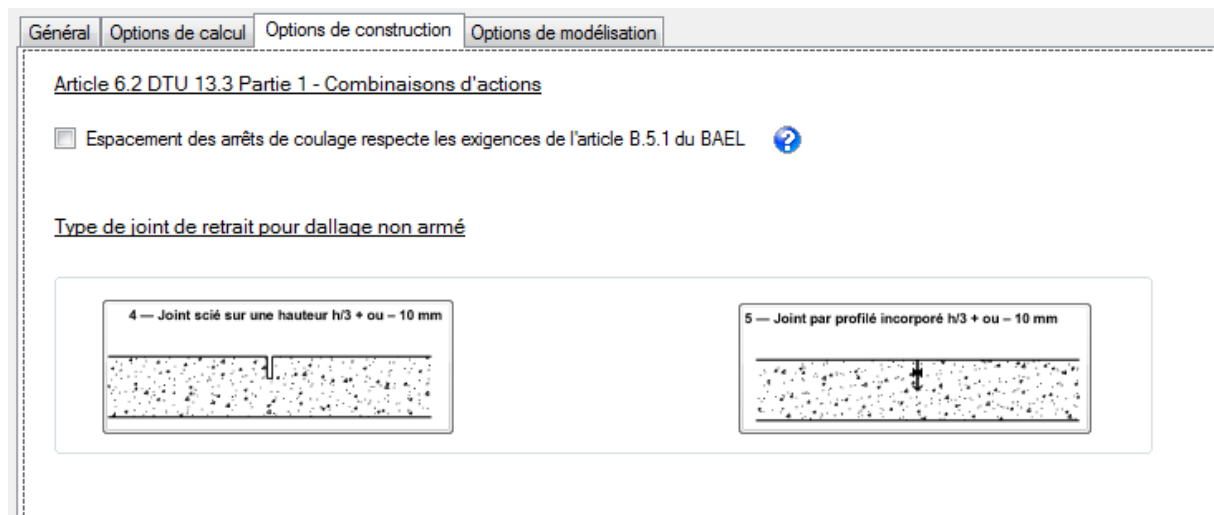 Général Options de calcul Options de construction Options de modélisation
Article 6.2 DTU 13.3 Partie 1 - Combinaisons d'actions
Espacement des arrêts de coulage respecte les exigences de l'article B.5.1 du BAEL ?
Type de joint de retrait pour dallage non armé
4 — Joint scié sur une hauteur h/3 + ou – 10 mm
5 — Joint par profilé incorporé h/3 + ou – 10 mm